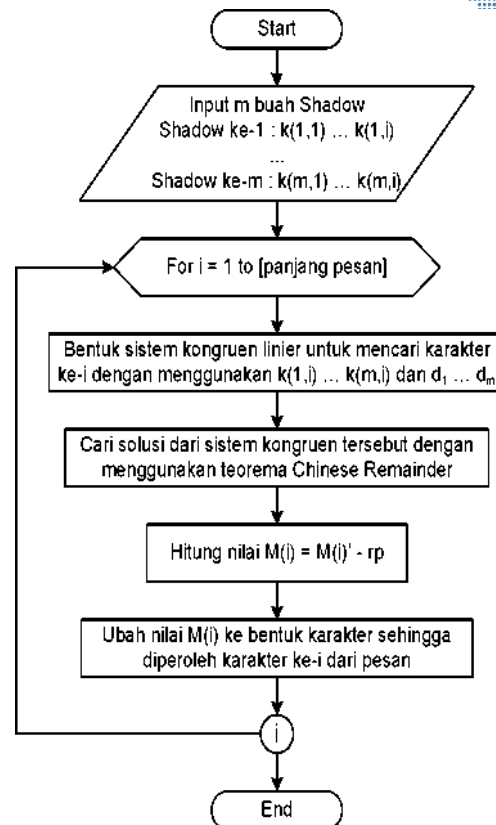 Start
Input m buah Shadow
Shadow ke-1 : k(1,1) ... k(1,i)
...
Shadow ke-m : k(m,1) ... k(m,i)
For i = 1 to [panjang pesan]
Bentuk sistem kongruen linier untuk mencari karakter
ke-i dengan menggunakan k(1,i) ... k(m,i) dan d₁ ... dₘ
Cari solusi dari sistem kongruen tersebut dengan
menggunakan teorema Chinese Remainder
Hitung nilai M(i) = M(i)' - rp
Ubah nilai M(i) ke bentuk karakter sehingga
diperoleh karakter ke-i dari pesan
i
End